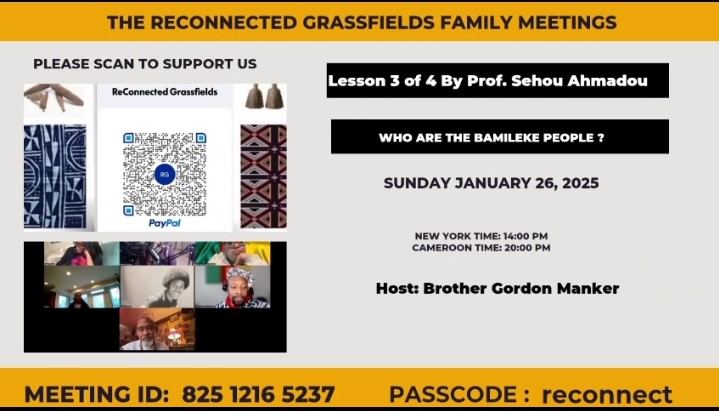 THE RECONNECTED GRASSFIELDS FAMILY MEETINGS
PLEASE SCAN TO SUPPORT US
ReConnected Grassfields
RG
PayPal
Lesson 3 of 4 By Prof. Sehou Ahmadou
WHO ARE THE BAMILEKE PEOPLE ?
SUNDAY JANUARY 26, 2025
NEW YORK TIME: 14:00 PM
CAMEROON TIME: 20:00 PM
Host: Brother Gordon Manker
MEETING ID: 825 1216 5237
PASSCODE : reconnect